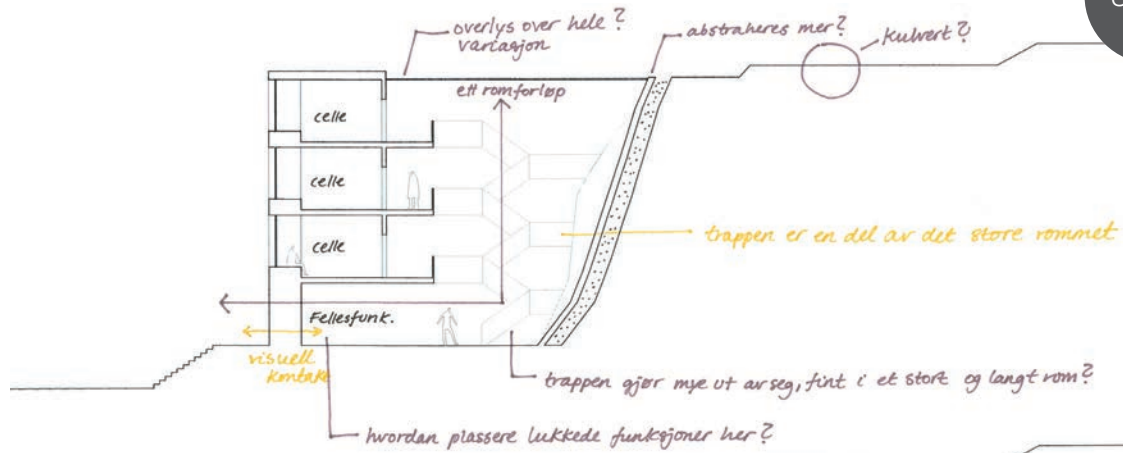 overlys over hele?
variasjon
abstraheres mer?
kulvert?
ett romforløp
celle
celle
celle
trappen er en del av det store rommet
Fellesfunk.
visuell
kontakt
trappen gjør mye ut av seg, fint i et stort og langt rom?
hvordan plassere lukkede funksjoner her?